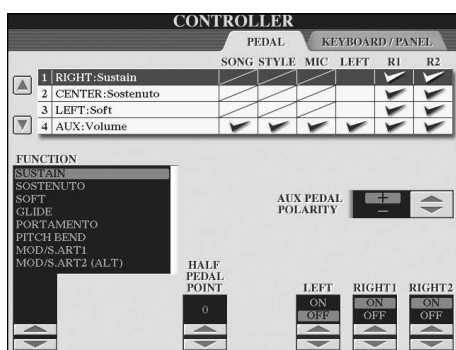 CONTROLLER
PEDAL KEYBOARD / PANEL
SONG STYLE MIC LEFT R1 R2
1 RIGHT:Sustain
2 CENTER:Sostenuto
3 LEFT:Soft
4 AUX:Volume
FUNCTION
SUSTAIN
SOSTENUTO
SOFT
GLIDE
PORTAMENTO
PITCH BEND
MOD/S.ART1
MOD/S.ART2 (ALT)
AUX PEDAL
POLARITY
+
−
HALF
PEDAL
POINT
0
LEFT RIGHT1 RIGHT2
ON ON ON
OFF OFF OFF